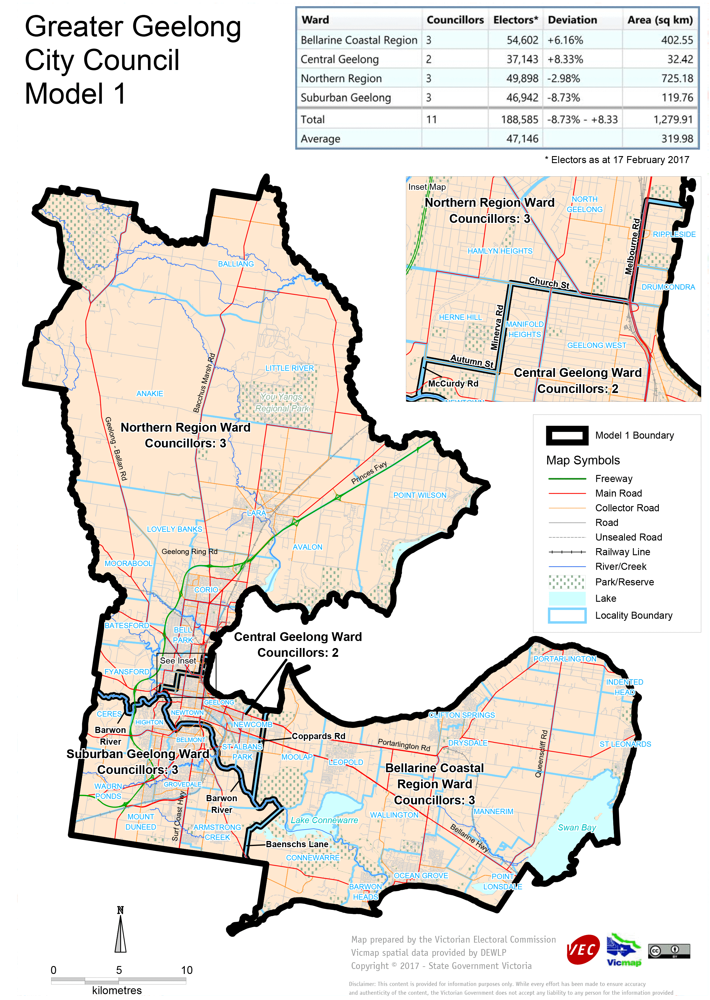 Greater Geelong
City Council
Model 1
Ward Councillors Electors* Deviation Area (sq km)
Bellarine Coastal Region 3 54,602 +6.16% 402.55
Central Geelong 2 37,143 +8.33% 32.42
Northern Region 3 49,898 -2.98% 725.18
Suburban Geelong 3 46,942 -8.73% 119.76
Total 11 188,585 -8.73% - +8.33 1,279.91
Average 47,146 319.98
* Electors as at 17 February 2017
Inset Map
Northern Region Ward
Councillors: 3
NORTH
GEELONG
Melbourne Rd
RIPPLESIDE
HAMLYN HEIGHTS
Church St
DRUMCONDRA
HERNE HILL
Minerva Rd
MANIFOLD
HEIGHTS
GEELONG WEST
Autumn St
Central Geelong Ward
Councillors: 2
McCurdy Rd
NEWTOWN
Model 1 Boundary
Map Symbols
Freeway
Main Road
Collector Road
Road
Unsealed Road
Railway Line
River/Creek
Park/Reserve
Lake
Locality Boundary
BALLIANG
LITTLE RIVER
Bacchus Marsh Rd
ANAKIE
You Yangs
Regional Park
Geelong - Ballan Rd
Northern Region Ward
Councillors: 3
Princes Fwy
POINT WILSON
LARA
LOVELY BANKS
AVALON
Geelong Ring Rd
MOORABOOL
CORIO
BATESFORD
BELL
PARK
Central Geelong Ward
Councillors: 2
See Inset
FYANSFORD
PORTARLINGTON
INDENTED
HEAD
GEELONG
CERES
NEWTOWN
HIGHTON
NEWCOMB
CLIFTON SPRINGS
Barwon
River
BELMONT
Coppards Rd
Portarlington Rd
DRYSDALE
Queenscliff Rd
ST LEONARDS
ST ALBANS
PARK
Suburban Geelong Ward
Councillors: 3
MOOLAP
LEOPOLD
Bellarine Coastal
Region Ward
Councillors: 3
WAURN
PONDS
GROVEDALE
Surf Coast Hwy
Barwon
River
MOUNT
DUNEED
ARMSTRONG
CREEK
Lake Connewarre
WALLINGTON
MANNERIM
Swan Bay
Bellarine Hwy
Baenschs Lane
CONNEWARRE
OCEAN GROVE
POINT
LONSDALE
BARWON
HEADS
N
0 5 10
kilometres
Map prepared by the Victorian Electoral Commission
Vicmap spatial data provided by DEWLP
Copyright © 2017 - State Government Victoria
VEC
Vicmap
cc
BY
Disclaimer: This content is provided for information purposes only. While every effort has been made to ensure accuracy
and authenticity of the content, the Victorian Government does not accept any liability to any person for the information provided